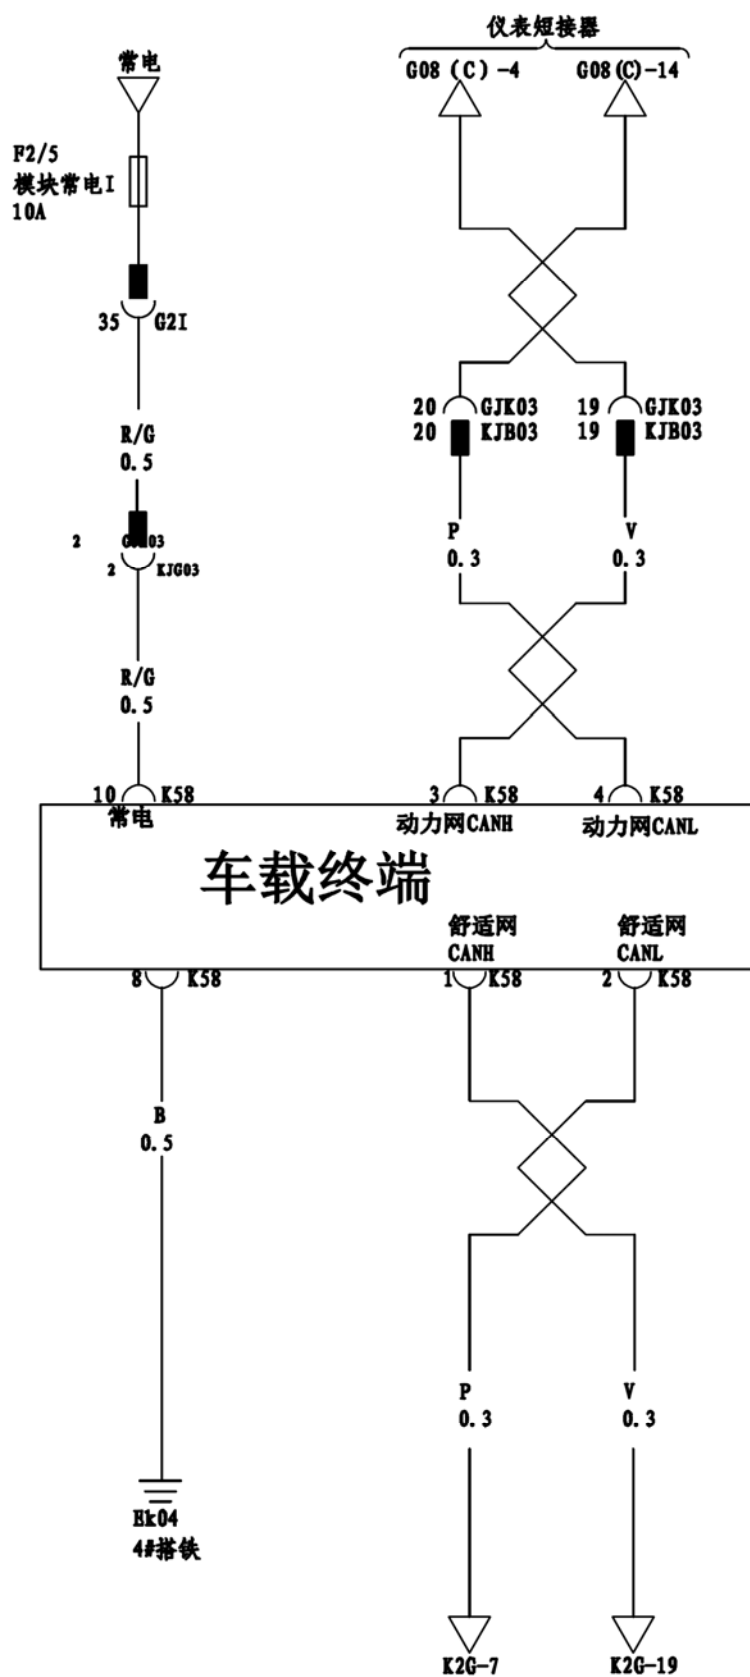 仪表短接器
常电
G08（C）-4
G08(C)-14
F2/5
模块常电I
10A
35 G2I
20 GJK03
20 KJB03
19 GJK03
19 KJB03
R/G
0.5
2
2 KJG03
P
0.3
V
0.3
R/G
0.5
10 K58
3 K58
4 K58
常电
动力网CANH
动力网CANL
车载终端
舒适网
CANH
舒适网
CANL
8 K58
1 K58
2 K58
B
0.5
P
0.3
V
0.3
Ek04
4#搭铁
K2G-7
K2G-19